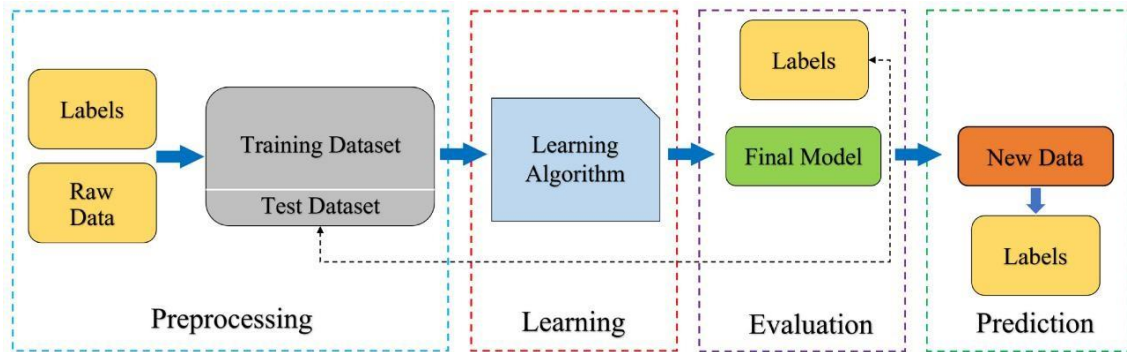 Labels
Raw
Data
Training Dataset
Test Dataset
Preprocessing
Learning
Algorithm
Learning
Labels
Final Model
Evaluation
New Data
Labels
Prediction